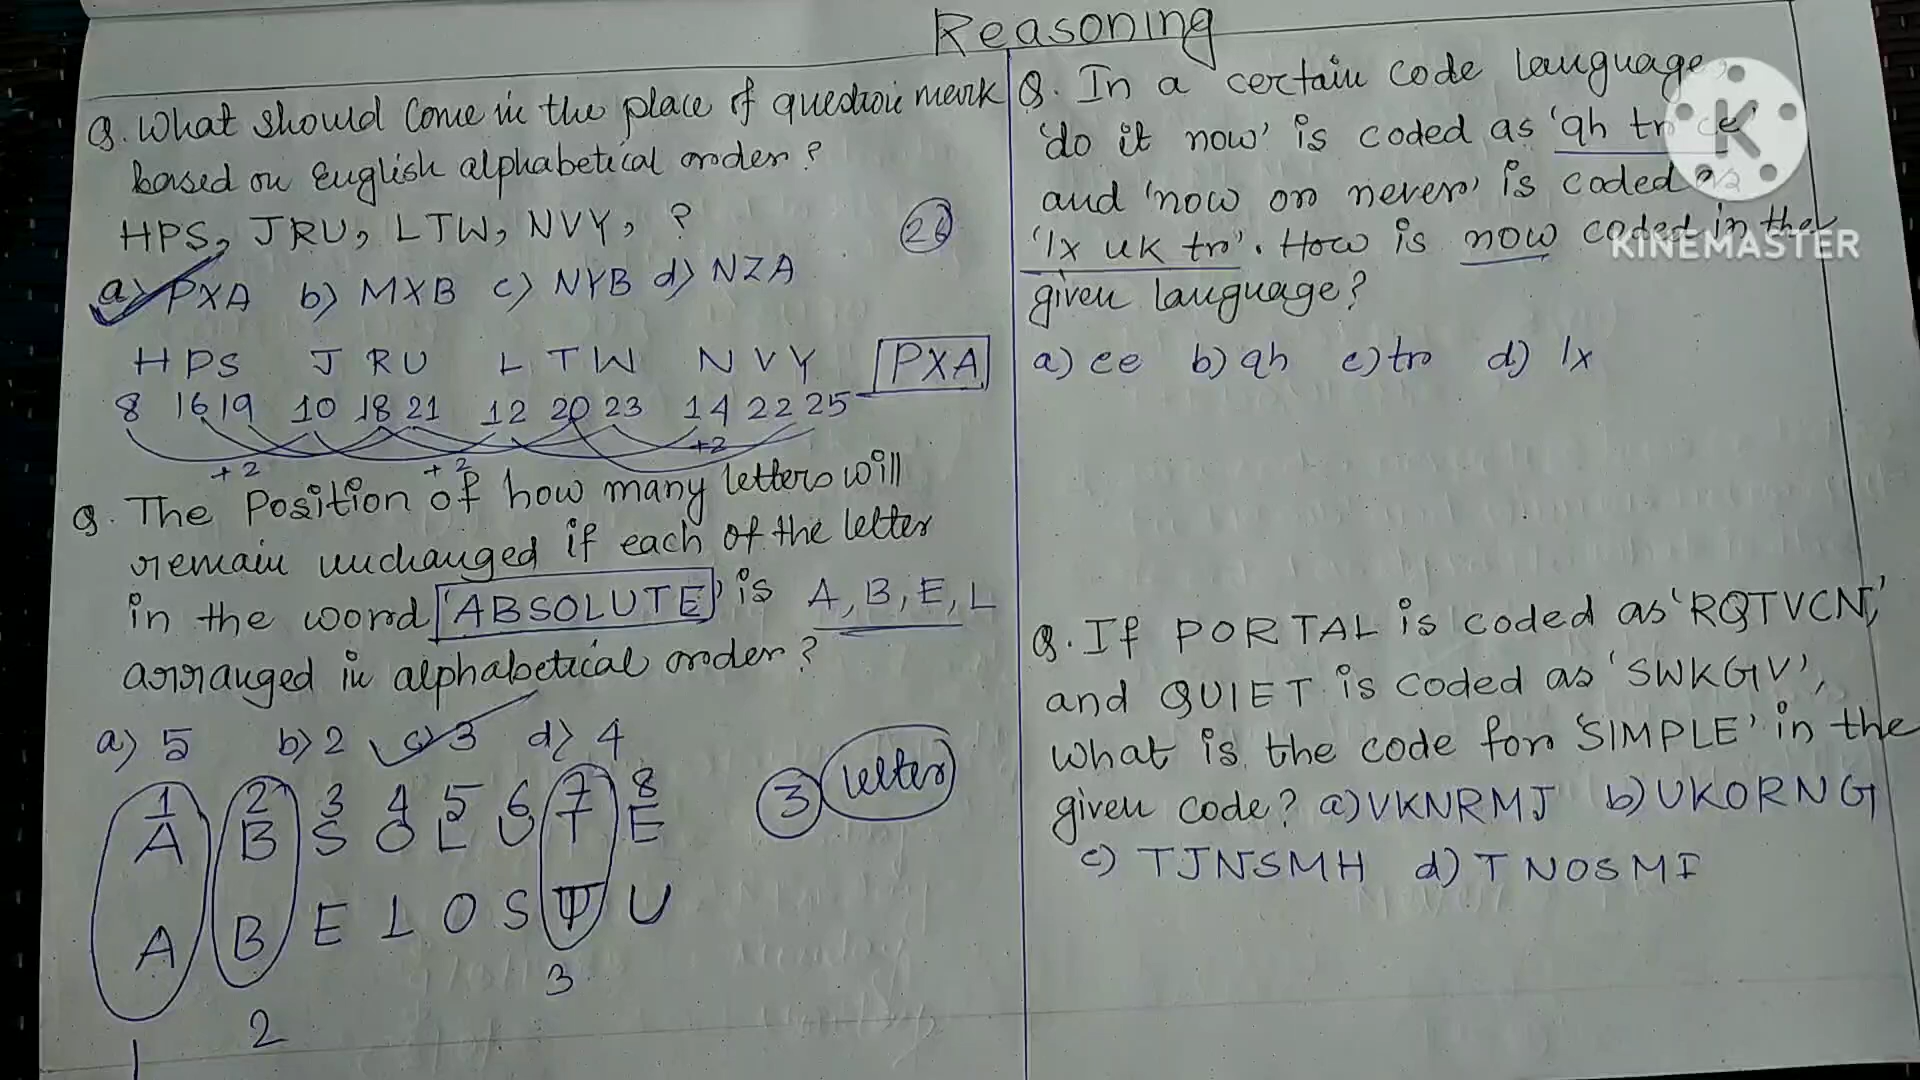 Reasoning
Q. What should come in the place of question mark
based on English alphabetical order?
HPS, JRU, LTW, NVY, ?
26
a) PXA b) MXB c) NYB d) NZA
HPS JRU LTW NVY PXA
8 16 19 10 18 21 12 20 23 14 22 25
+2 +2 +2
Q. The Position of how many letters will
remain unchanged if each of the letter
in the word 'ABSOLUTE' is A, B, E, L
arranged in alphabetical order?
a) 5 b) 2 c) 3 d) 4
1 2 3 4 5 6 7 8
A B S O L U T E
3 letter
A B E L O S T U
1 2 3
Q. In a certain code language,
'do it now' is coded as 'qh tr ce'
and 'now or never' is coded as
'lx uk tr'. How is now coded in the
given language?
a) ce b) qh c) tr d) lx
Q. If PORTAL is coded as 'RQTVCN,'
and QUIET is coded as 'SWKGV',
what is the code for 'SIMPLE' in the
given code? a) VKNRMJ b) UKORNG
c) TJNSMH d) TNOSMI
K
KINEMASTER